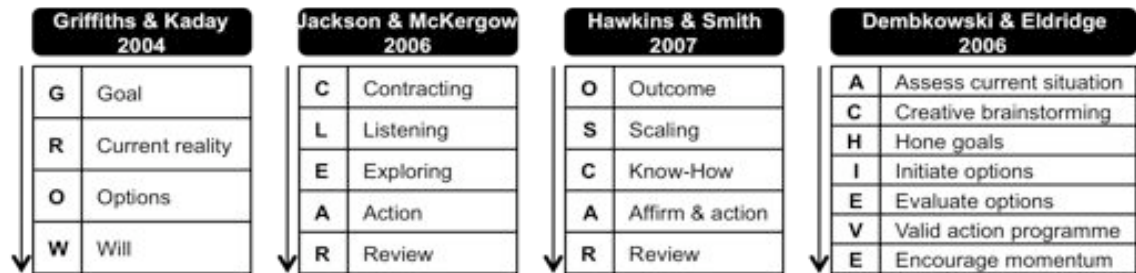 Griffiths & Kaday
2004
G Goal
R Current reality
O Options
W Will
Jackson & McKergow
2006
C Contracting
L Listening
E Exploring
A Action
R Review
Hawkins & Smith
2007
O Outcome
S Scaling
C Know-How
A Affirm & action
R Review
Dembkowski & Eldridge
2006
A Assess current situation
C Creative brainstorming
H Hone goals
I Initiate options
E Evaluate options
V Valid action programme
E Encourage momentum